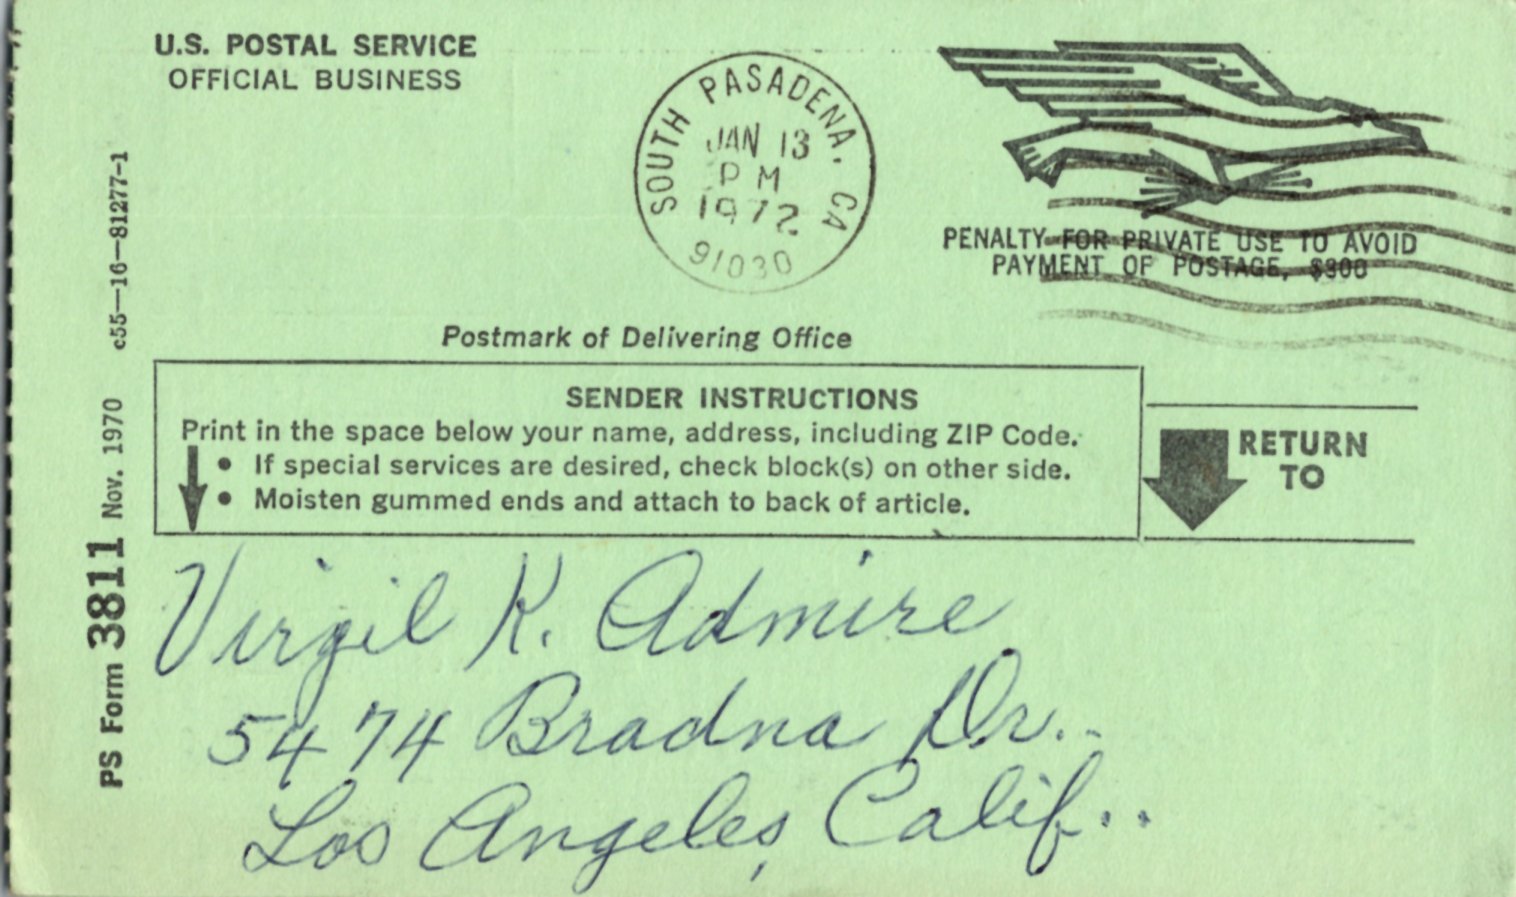 U.S. POSTAL SERVICE
OFFICIAL BUSINESS
SOUTH PASADENA, CA
JAN 13
PM
1972
91030
PENALTY FOR PRIVATE USE TO AVOID
PAYMENT OF POSTAGE, $300
Postmark of Delivering Office
SENDER INSTRUCTIONS
Print in the space below your name, address, including ZIP Code.
• If special services are desired, check block(s) on other side.
• Moisten gummed ends and attach to back of article.
RETURN
TO
PS Form 3811 Nov. 1970 c55—16—81277-1
Virgil K. Admire
5474 Bradna Dr..
Los Angeles, Calif..